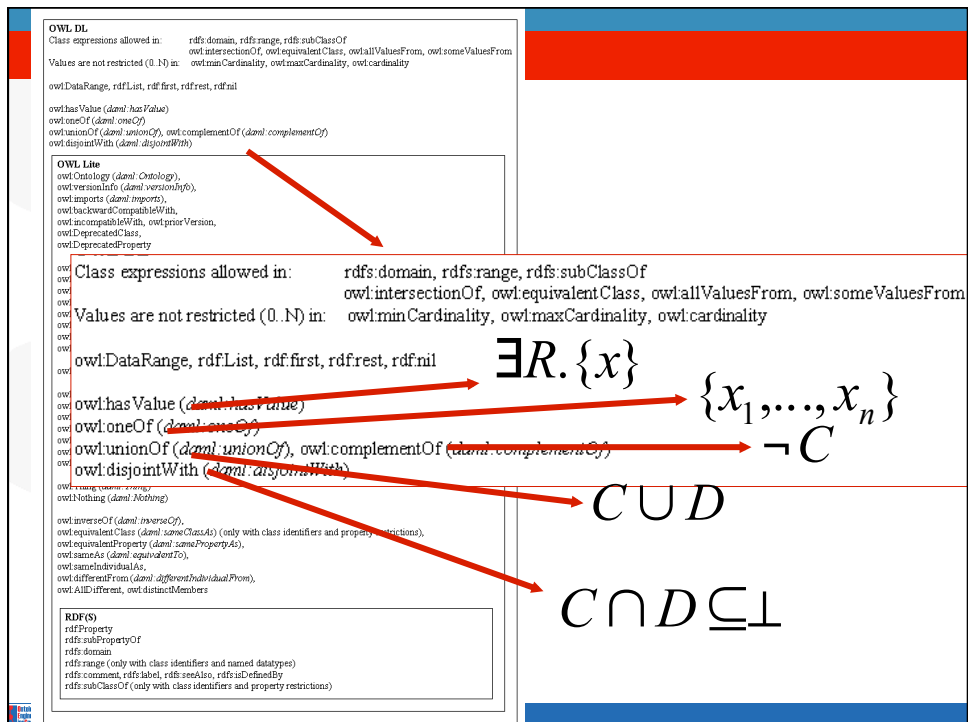 OWL DL
Class expressions allowed in: rdfs:domain, rdfs:range, rdfs:subClassOf
owl:intersectionOf, owl:equivalentClass, owl:allValuesFrom, owl:someValuesFrom
Values are not restricted (0..N) in: owl:minCardinality, owl:maxCardinality, owl:cardinality
owl:DataRange, rdf:List, rdf:first, rdf:rest, rdf:nil
owl:hasValue (daml:hasValue)
owl:oneOf (daml:oneOf)
owl:unionOf (daml:unionOf), owl:complementOf (daml:complementOf)
owl:disjointWith (daml:disjointWith)
OWL Lite
owl:Ontology (daml:Ontology),
owl:versionInfo (daml:versionInfo),
owl:imports (daml:imports),
owl:backwardCompatibleWith,
owl:incompatibleWith, owl:priorVersion,
owl:DeprecatedClass,
owl:DeprecatedProperty
Class expressions allowed in: rdfs:domain, rdfs:range, rdfs:subClassOf
owl:intersectionOf, owl:equivalentClass, owl:allValuesFrom, owl:someValuesFrom
Values are not restricted (0..N) in: owl:minCardinality, owl:maxCardinality, owl:cardinality
owl:DataRange, rdf:List, rdf:first, rdf:rest, rdf:nil
∃R.{x}
owl:hasValue (daml:hasValue)
{x₁,..., xₙ}
owl:oneOf (daml:oneOf)
owl:unionOf (daml:unionOf), owl:complementOf (daml:complementOf)
¬C
owl:disjointWith (daml:disjointWith)
owl:Nothing (daml:Nothing)
C ∪ D
owl:inverseOf (daml:inverseOf),
owl:equivalentClass (daml:sameClassAs) (only with class identifiers and property restrictions),
owl:equivalentProperty (daml:samePropertyAs),
owl:sameAs (daml:equivalentTo),
owl:sameIndividualAs,
owl:differentFrom (daml:differentIndividualFrom),
owl:AllDifferent, owl:distinctMembers
C ∩ D ⊆ ⊥
RDF(S)
rdf:Property
rdfs:subPropertyOf
rdfs:domain
rdfs:range (only with class identifiers and named datatypes)
rdfs:comment, rdfs:label, rdfs:seeAlso, rdfs:isDefinedBy
rdfs:subClassOf (only with class identifiers and property restrictions)